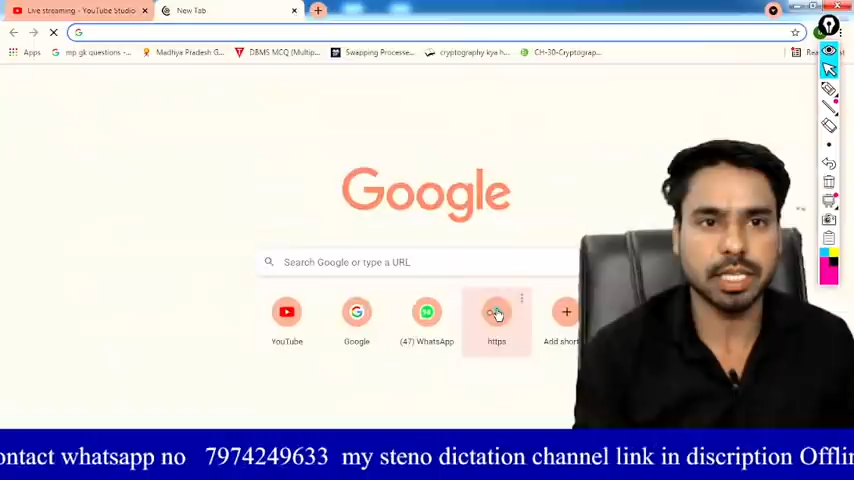 Live streaming - YouTube Studio
New Tab
mp gk questions -...
Madhya Pradesh G...
DBMS MCQ (Multip...
Swapping Processe...
cryptography kya h...
CH-30-Cryptograp...
Google
Search Google or type a URL
YouTube
Google
(47) WhatsApp
https
Add short
ontact whatsapp no 7974249633 my steno dictation channel link in discription Offlin